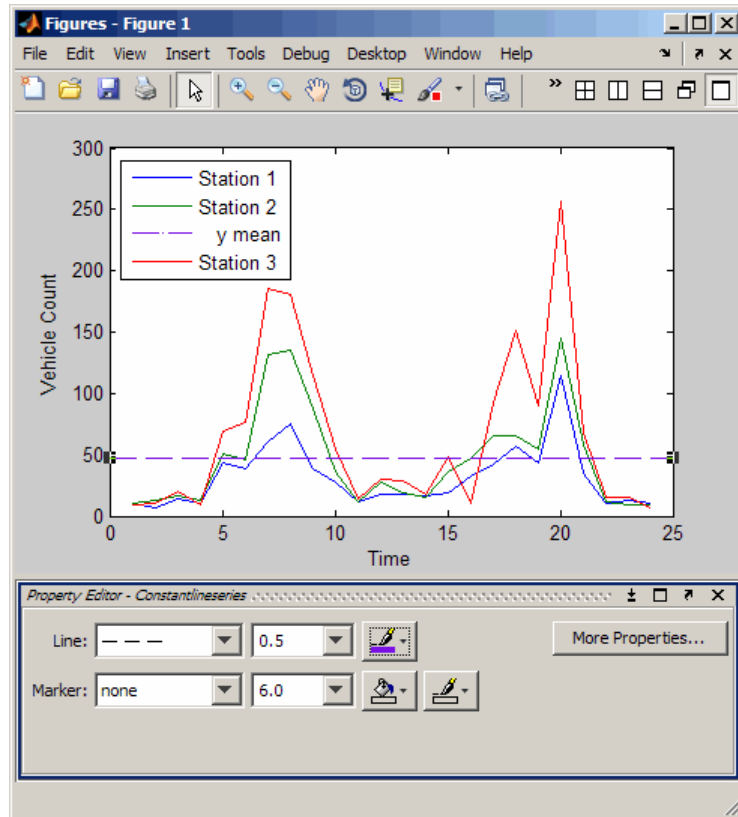 Figures - Figure 1
File Edit View Insert Tools Debug Desktop Window Help
300
250
200
150
100
50
0
Vehicle Count
Station 1
Station 2
y mean
Station 3
0 5 10 15 20 25
Time
Property Editor - Constantlineseries
Line: 0.5 More Properties...
Marker: none 6.0